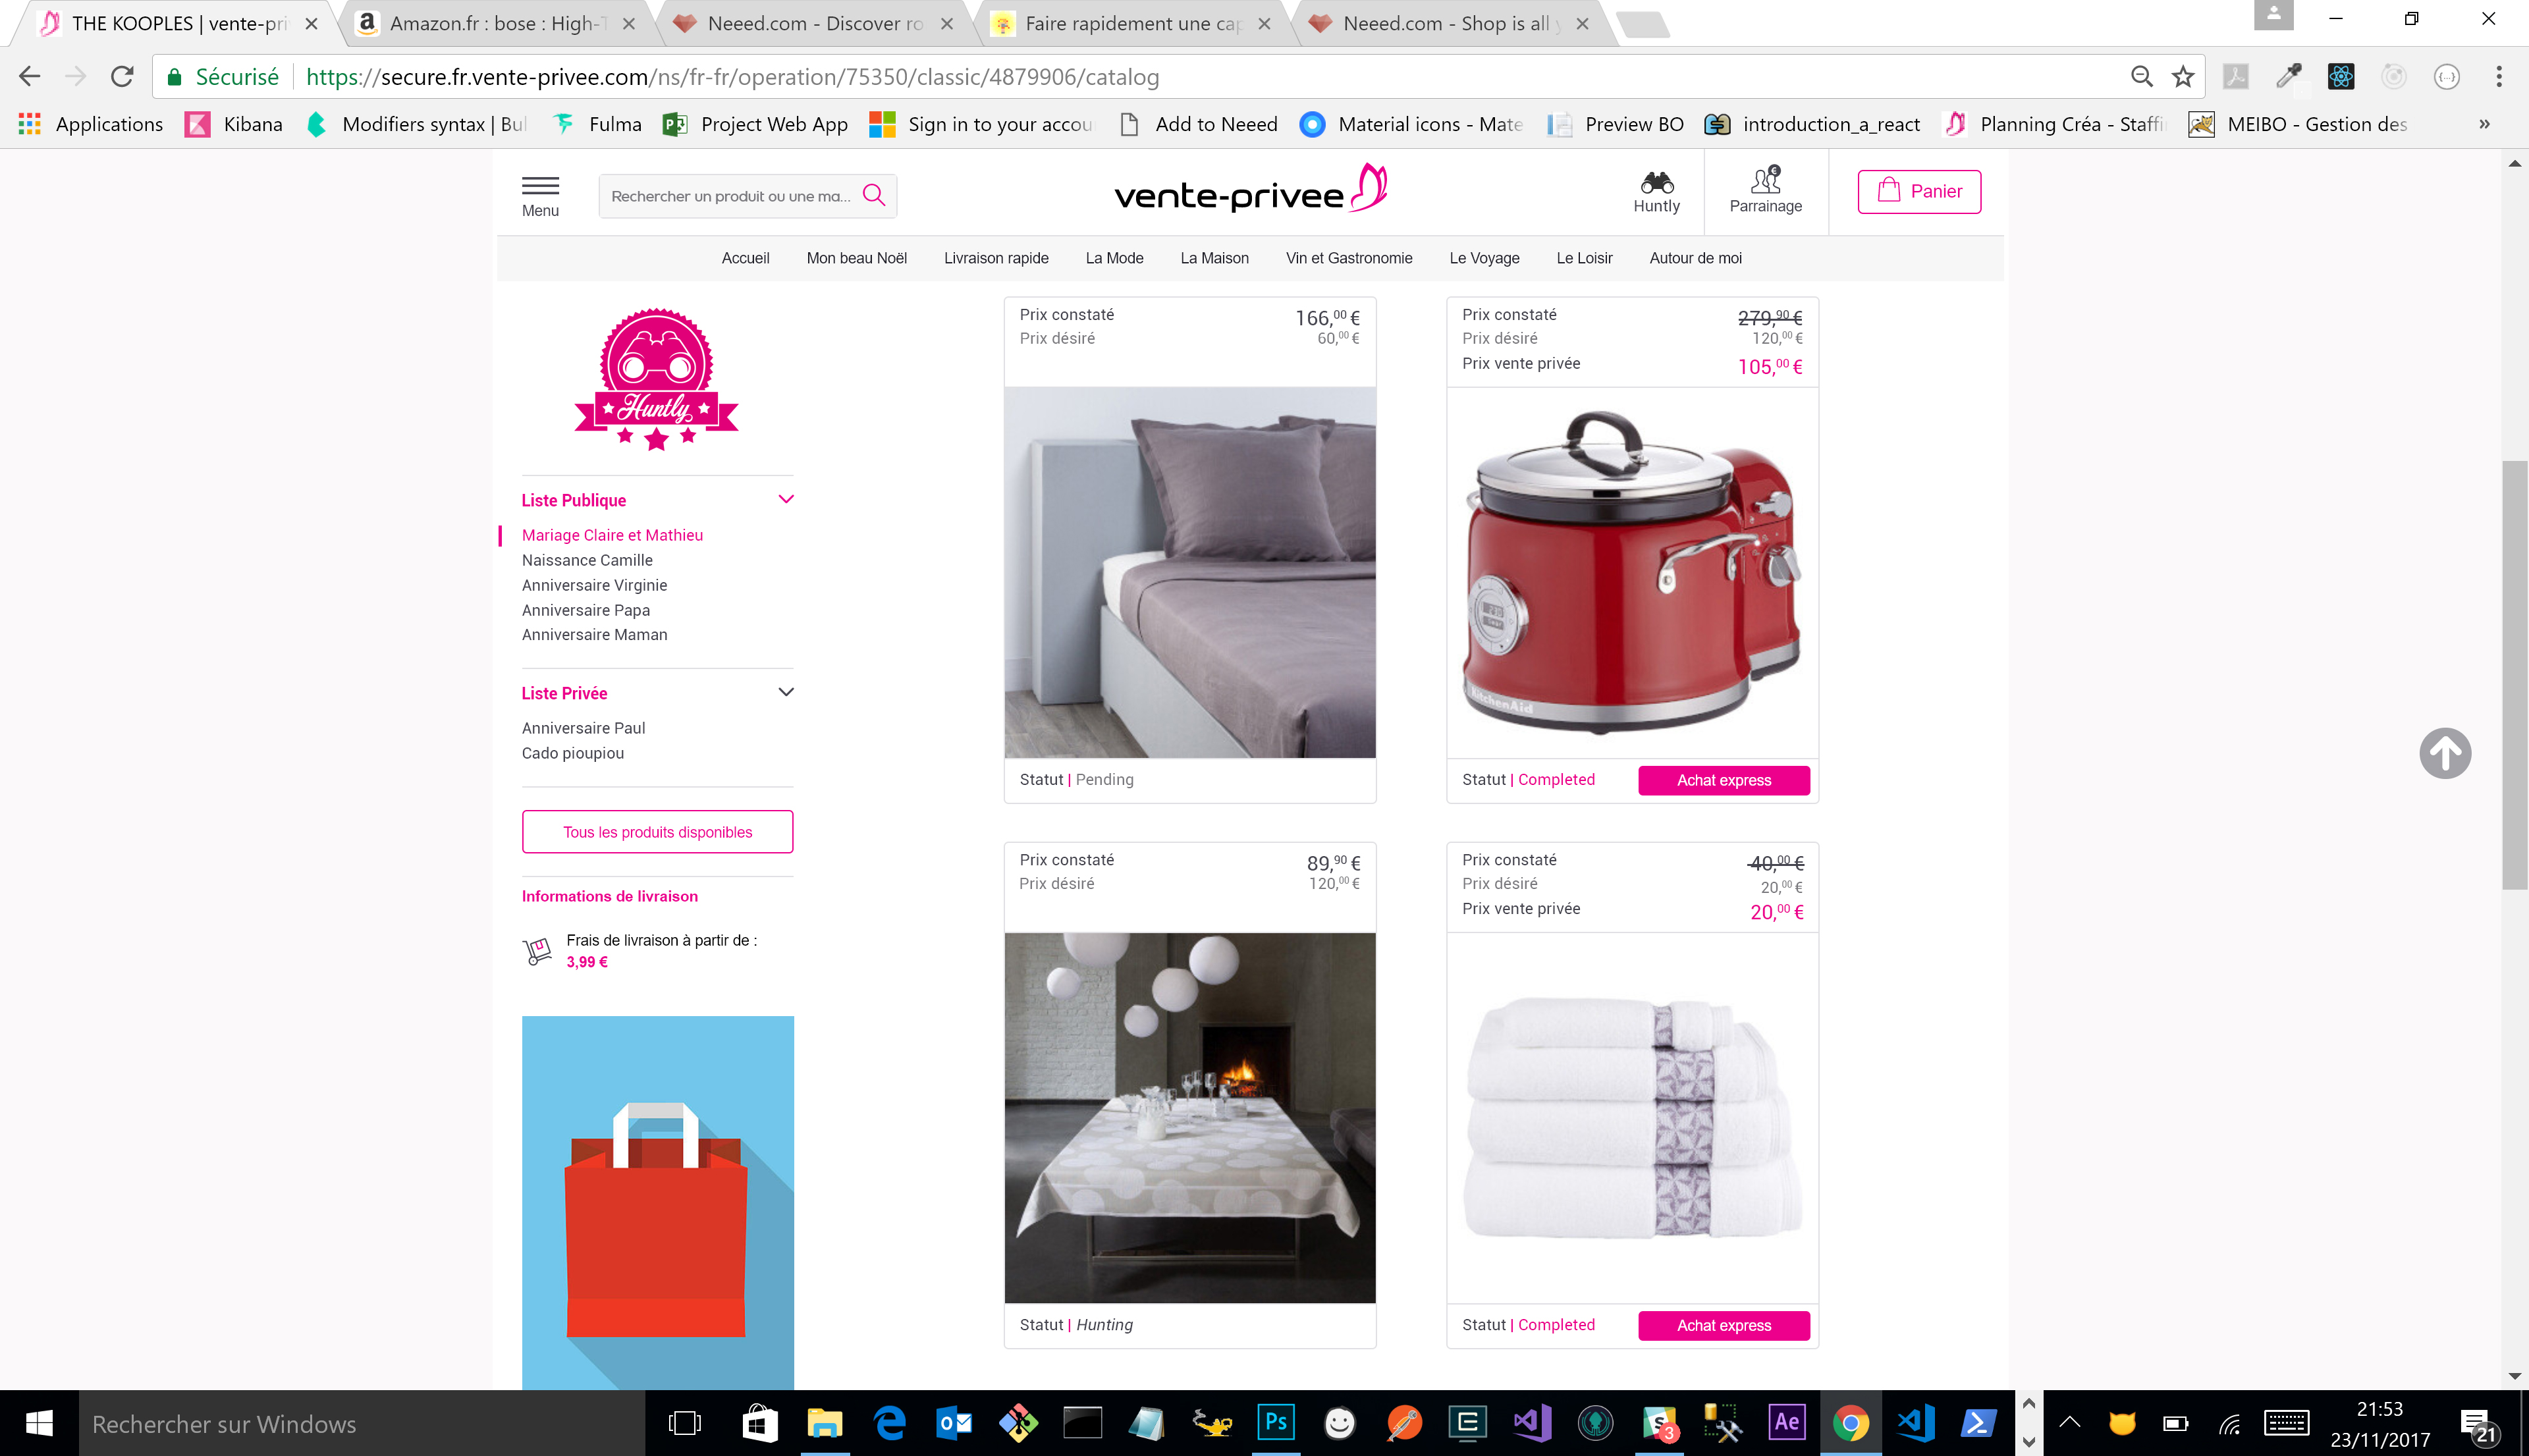 THE KOOPLES | vente-pri
Amazon.fr : bose : High-T
Neeed.com - Discover ro
Faire rapidement une cap
Neeed.com - Shop is all y
Sécurisé
https://secure.fr.vente-privee.com/ns/fr-fr/operation/75350/classic/4879906/catalog
Applications
Kibana
Modifiers syntax | Bul
Fulma
Project Web App
Sign in to your accou
Add to Neeed
Material icons - Mate
Preview BO
introduction_a_react
Planning Créa - Staffi
MEIBO - Gestion des
»
Menu
Rechercher un produit ou une ma...
vente-privee
Huntly
Parrainage
Panier
Accueil
Mon beau Noël
Livraison rapide
La Mode
La Maison
Vin et Gastronomie
Le Voyage
Le Loisir
Autour de moi
Huntly
Liste Publique
Mariage Claire et Mathieu
Naissance Camille
Anniversaire Virginie
Anniversaire Papa
Anniversaire Maman
Liste Privée
Anniversaire Paul
Cado pioupiou
Tous les produits disponibles
Informations de livraison
Frais de livraison à partir de :
3,99 €
Prix constaté 166,00 €
Prix désiré 60,00 €
Statut | Pending
Prix constaté 279,90 €
Prix désiré 120,00 €
Prix vente privée 105,00 €
KitchenAid
Statut | Completed
Achat express
Prix constaté 89,90 €
Prix désiré 120,00 €
Statut | Hunting
Prix constaté 40,00 €
Prix désiré 20,00 €
Prix vente privée 20,00 €
Statut | Completed
Achat express
Rechercher sur Windows
Ps
3
Ae
21:53
23/11/2017
21